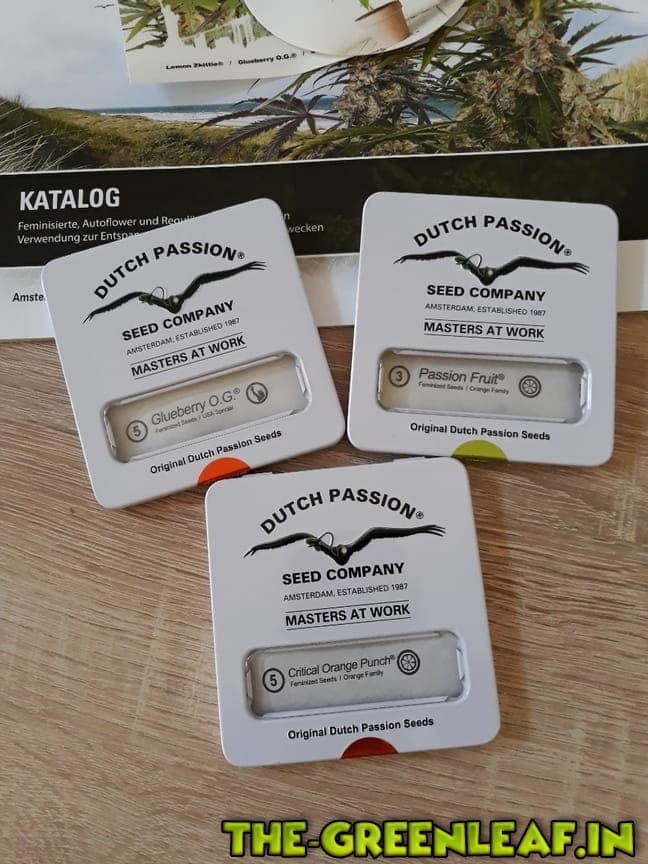 Lemon Zkittle® / Glueberry O.G.® /
KATALOG
Feminisierte, Autoflower und Regul
Verwendung zur Entspan
wecken
Amste
DUTCH PASSION®
SEED COMPANY
AMSTERDAM, ESTABLISHED 1987
MASTERS AT WORK
5 Glueberry O.G.®
Feminized Seeds / USA Special
Original Dutch Passion Seeds
DUTCH PASSION®
SEED COMPANY
AMSTERDAM, ESTABLISHED 1987
MASTERS AT WORK
3 Passion Fruit®
Feminized Seeds / Orange Family
Original Dutch Passion Seeds
DUTCH PASSION®
SEED COMPANY
AMSTERDAM, ESTABLISHED 1987
MASTERS AT WORK
5 Critical Orange Punch®
Feminized Seeds / Orange Family
Original Dutch Passion Seeds
THE-GREENLEAF.IN